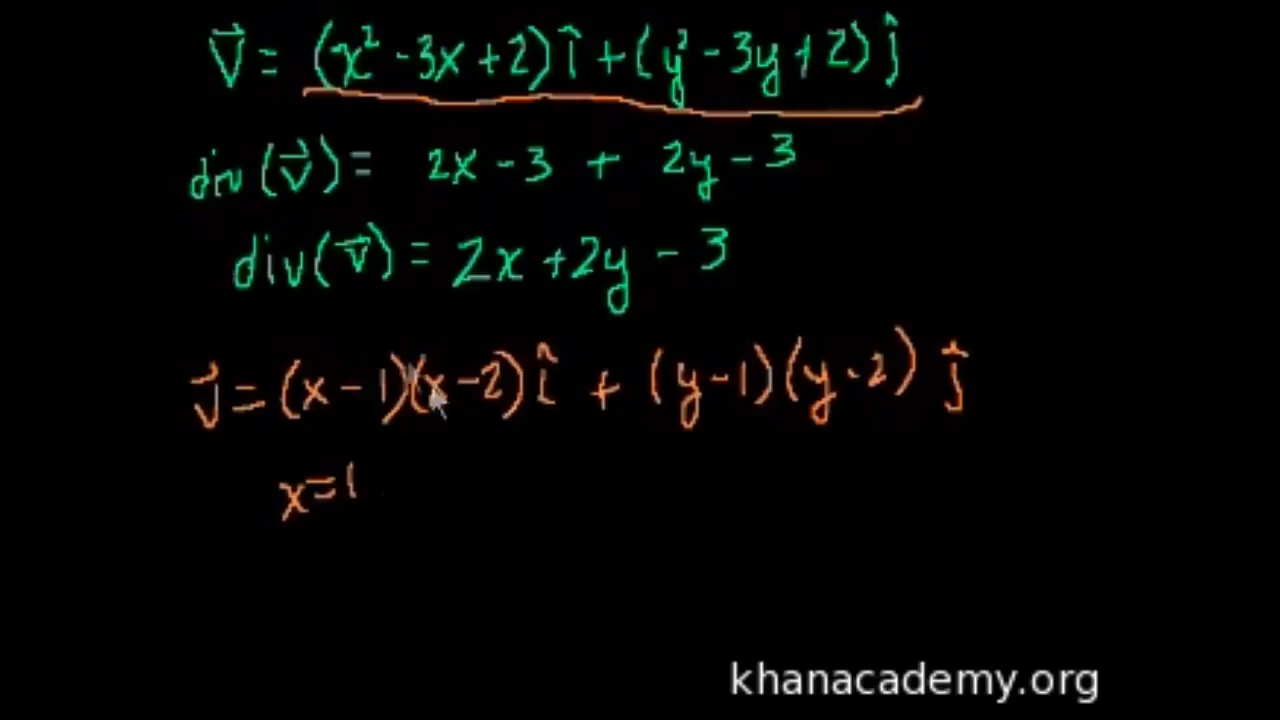 v⃗ = (x² - 3x + 2) î + (y² - 3y + 2) ĵ
div (v⃗) = 2x - 3 + 2y - 3
div (v⃗) = 2x + 2y - 3
v⃗ = (x - 1)(x - 2) î + (y - 1)(y - 2) ĵ
x = 1
khanacademy.org